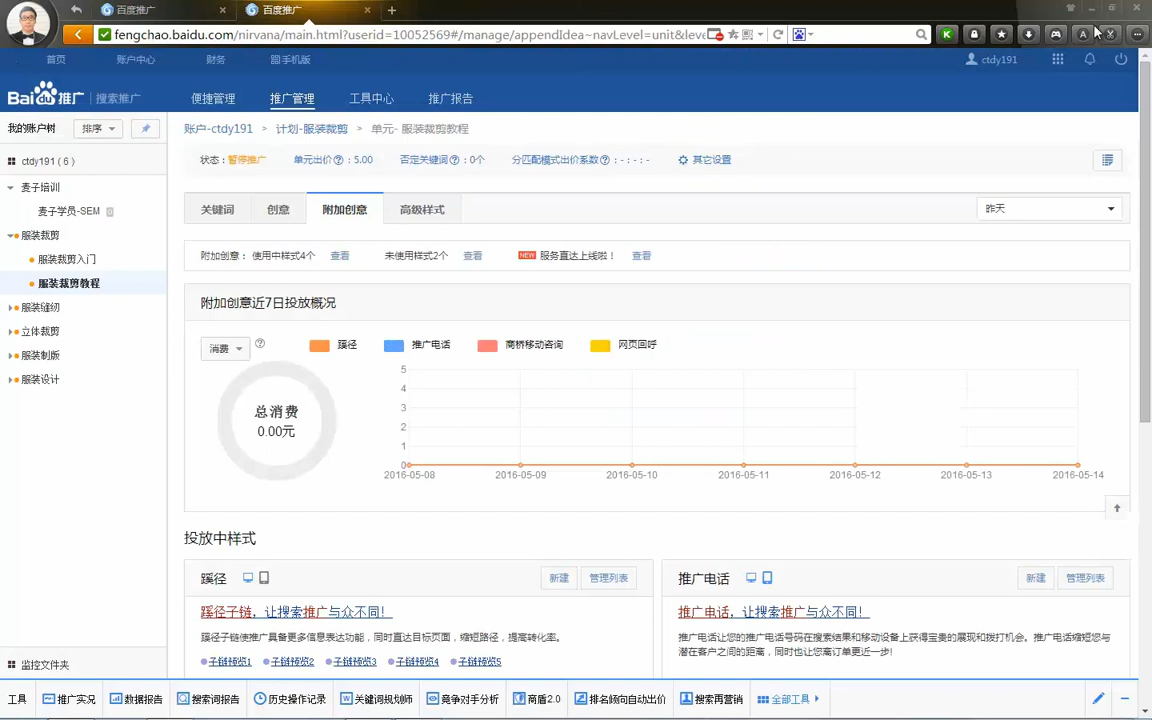 百度推广 × 百度推广 × +
fengchao.baidu.com/nirvana/main.html?userid=10052569#/manage/appendIdea~navLevel=unit&leve
首页 账户中心 财务 手机版 ctdy191
Bai 推广 | 搜索推广 便捷管理 推广管理 工具中心 推广报告
我的账户树 排序
账户-ctdy191 > 计划-服装裁剪 > 单元- 服装裁剪教程
ctdy191 ( 6 )
状态：暂停推广 单元出价：5.00 否定关键词：0个 分匹配模式出价系数：-:-:- 其它设置
麦子培训
麦子学员-SEM 0
服装裁剪
服装裁剪入门
服装裁剪教程
服装缝纫
立体裁剪
服装制版
服装设计
关键词 创意 附加创意 高级样式 昨天
附加创意： 使用中样式4个 查看 未使用样式2个 查看 NEW 服务直达上线啦！ 查看
附加创意近7日投放概况
消费 蹊径 推广电话 商桥移动咨询 网页回呼
总消费
0.00元
5
4
3
2
1
0
2016-05-08 2016-05-09 2016-05-10 2016-05-11 2016-05-12 2016-05-13 2016-05-14
投放中样式
蹊径 新建 管理列表
蹊径子链，让搜索推广与众不同！
蹊径子链使推广具备更多信息表达功能，同时直达目标页面，缩短路径，提高转化率。
子链预览1 子链预览2 子链预览3 子链预览4 子链预览5
推广电话 新建 管理列表
推广电话，让搜索推广与众不同！
推广电话让您的推广电话号码在搜索结果和移动设备上获得宝贵的展现和拨打机会。推广电话缩短您与
潜在客户之间的距离，同时也让您离订单更近一步!
监控文件夹
工具 推广实况 数据报告 搜索词报告 历史操作记录 关键词规划师 竞争对手分析 商盾2.0 排名倾向自动出价 搜索再营销 全部工具